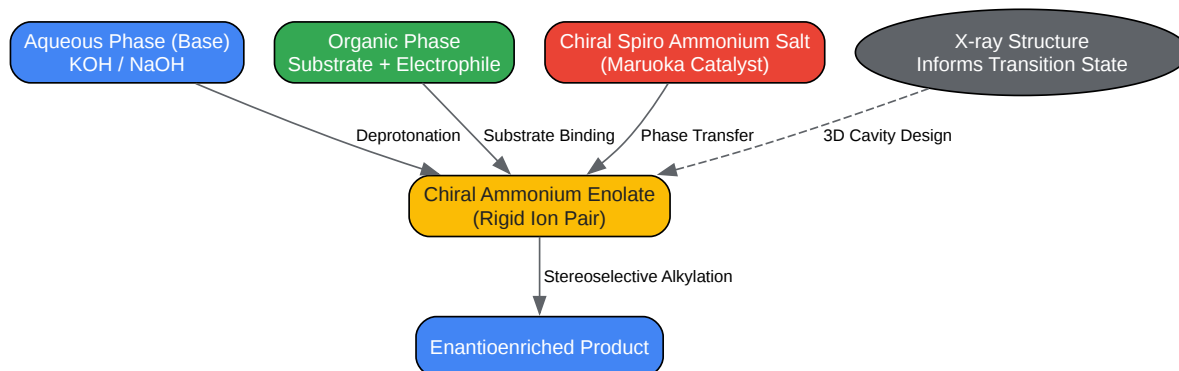 Aqueous Phase (Base)
KOH / NaOH
Organic Phase
Substrate + Electrophile
Chiral Spiro Ammonium Salt
(Maruoka Catalyst)
X-ray Structure
Informs Transition State
Deprotonation
Substrate Binding
Phase Transfer
3D Cavity Design
Chiral Ammonium Enolate
(Rigid Ion Pair)
Stereoselective Alkylation
Enantioenriched Product